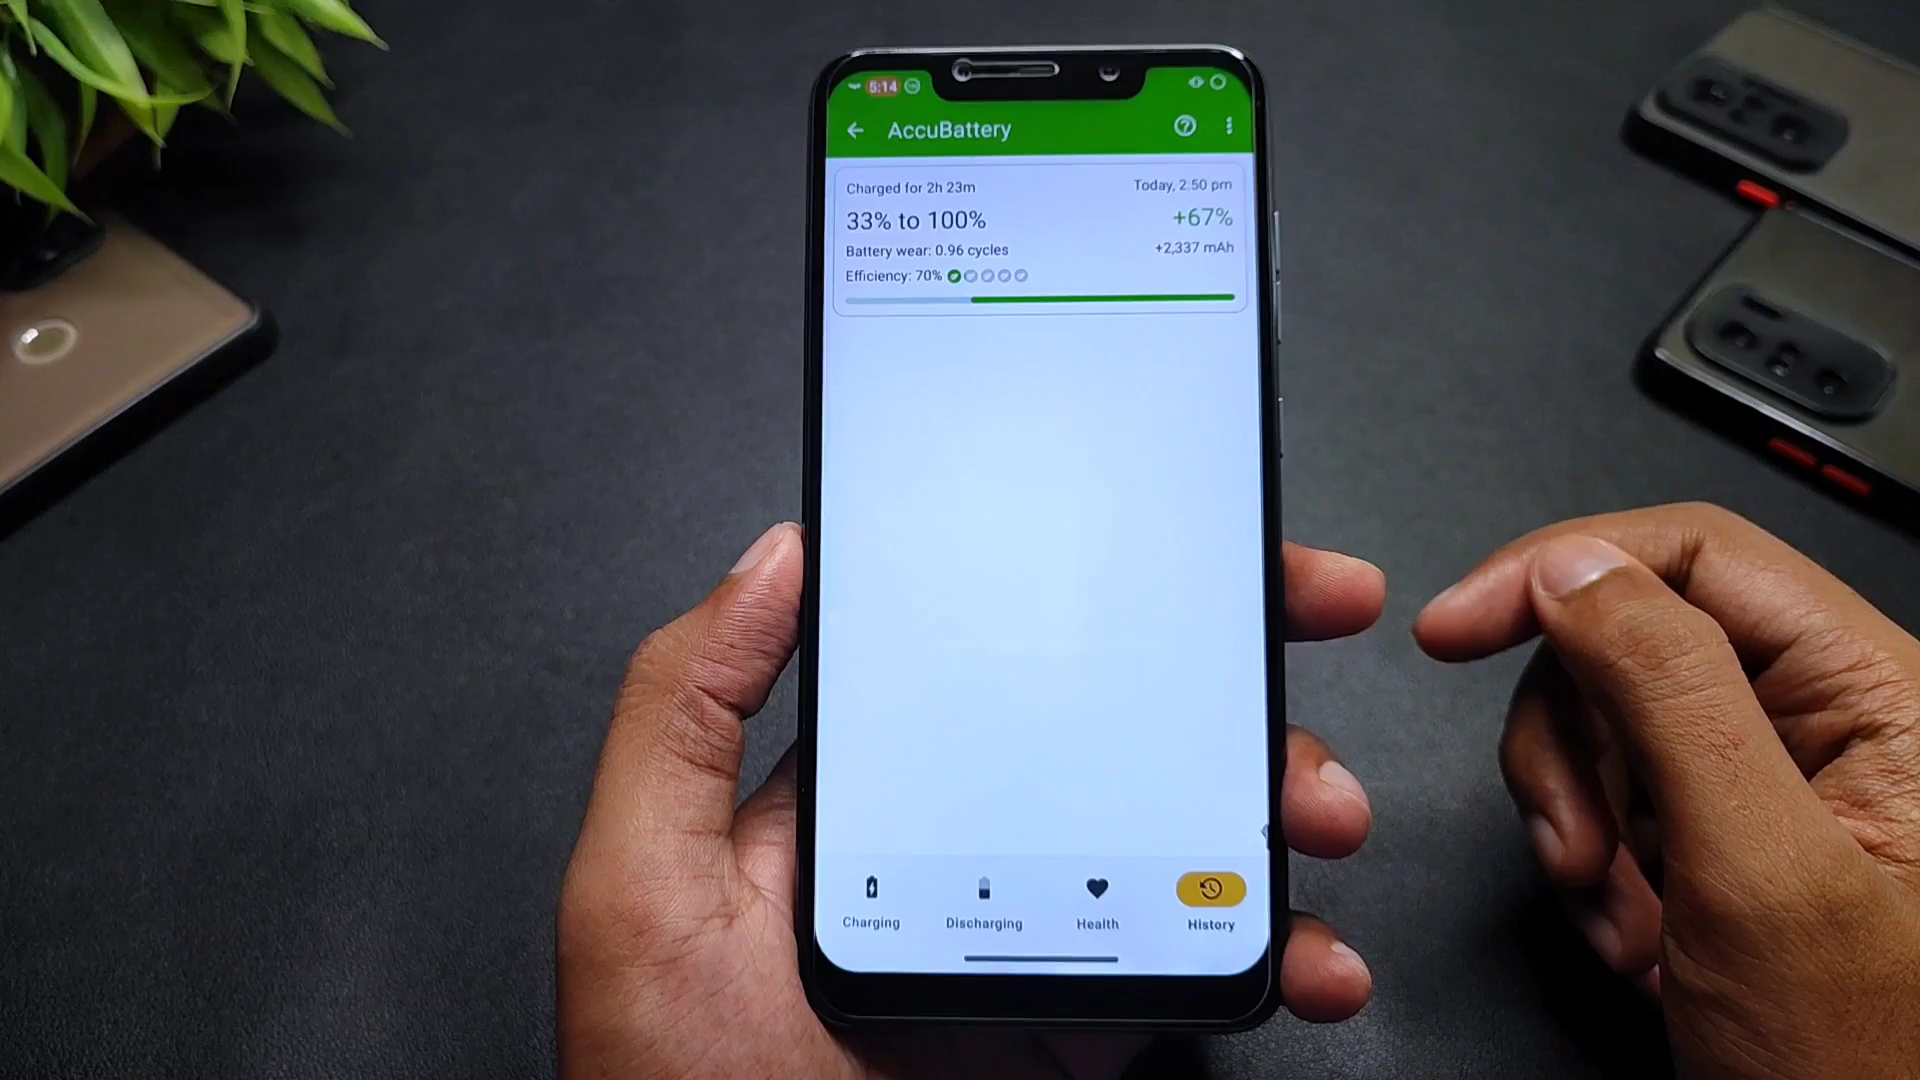 5:14
AccuBattery
Charged for 2h 23m
Today, 2:50 pm
33% to 100%
+67%
Battery wear: 0.96 cycles
+2,337 mAh
Efficiency: 70%
Charging
Discharging
Health
History